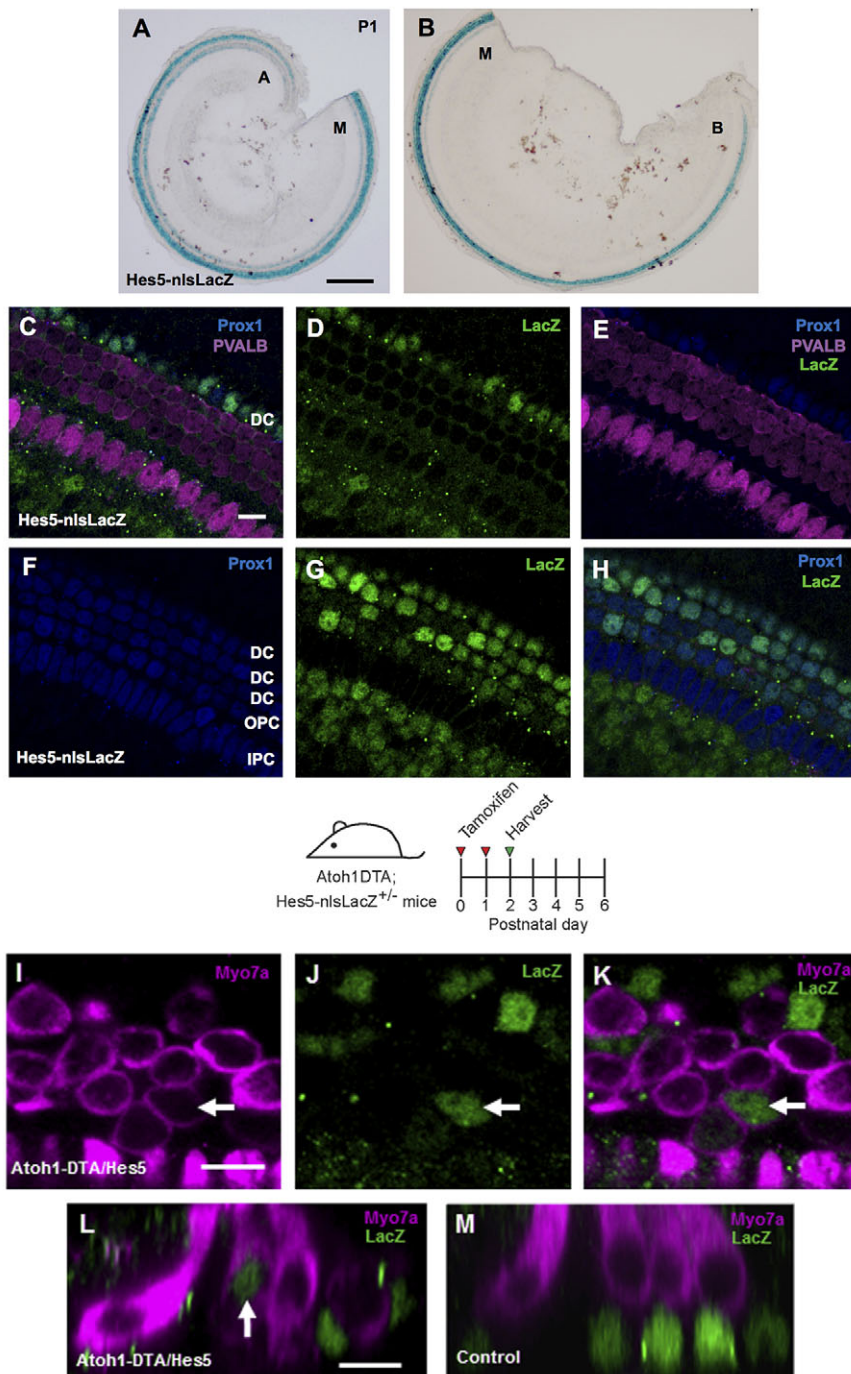 A
P1
A
M
Hes5-nlsLacZ
B
M
B
C
Prox1
PVALB
DC
Hes5-nlsLacZ
D
LacZ
E
Prox1
PVALB
LacZ
F
Prox1
DC
DC
DC
OPC
IPC
Hes5-nlsLacZ
G
LacZ
H
Prox1
LacZ
Tamoxifen
Harvest
Atoh1DTA;
Hes5-nlsLacZ+/- mice
0 1 2 3 4 5 6
Postnatal day
I
Myo7a
Atoh1-DTA/Hes5
J
LacZ
K
Myo7a
LacZ
L
Myo7a
LacZ
Atoh1-DTA/Hes5
M
Myo7a
LacZ
Control